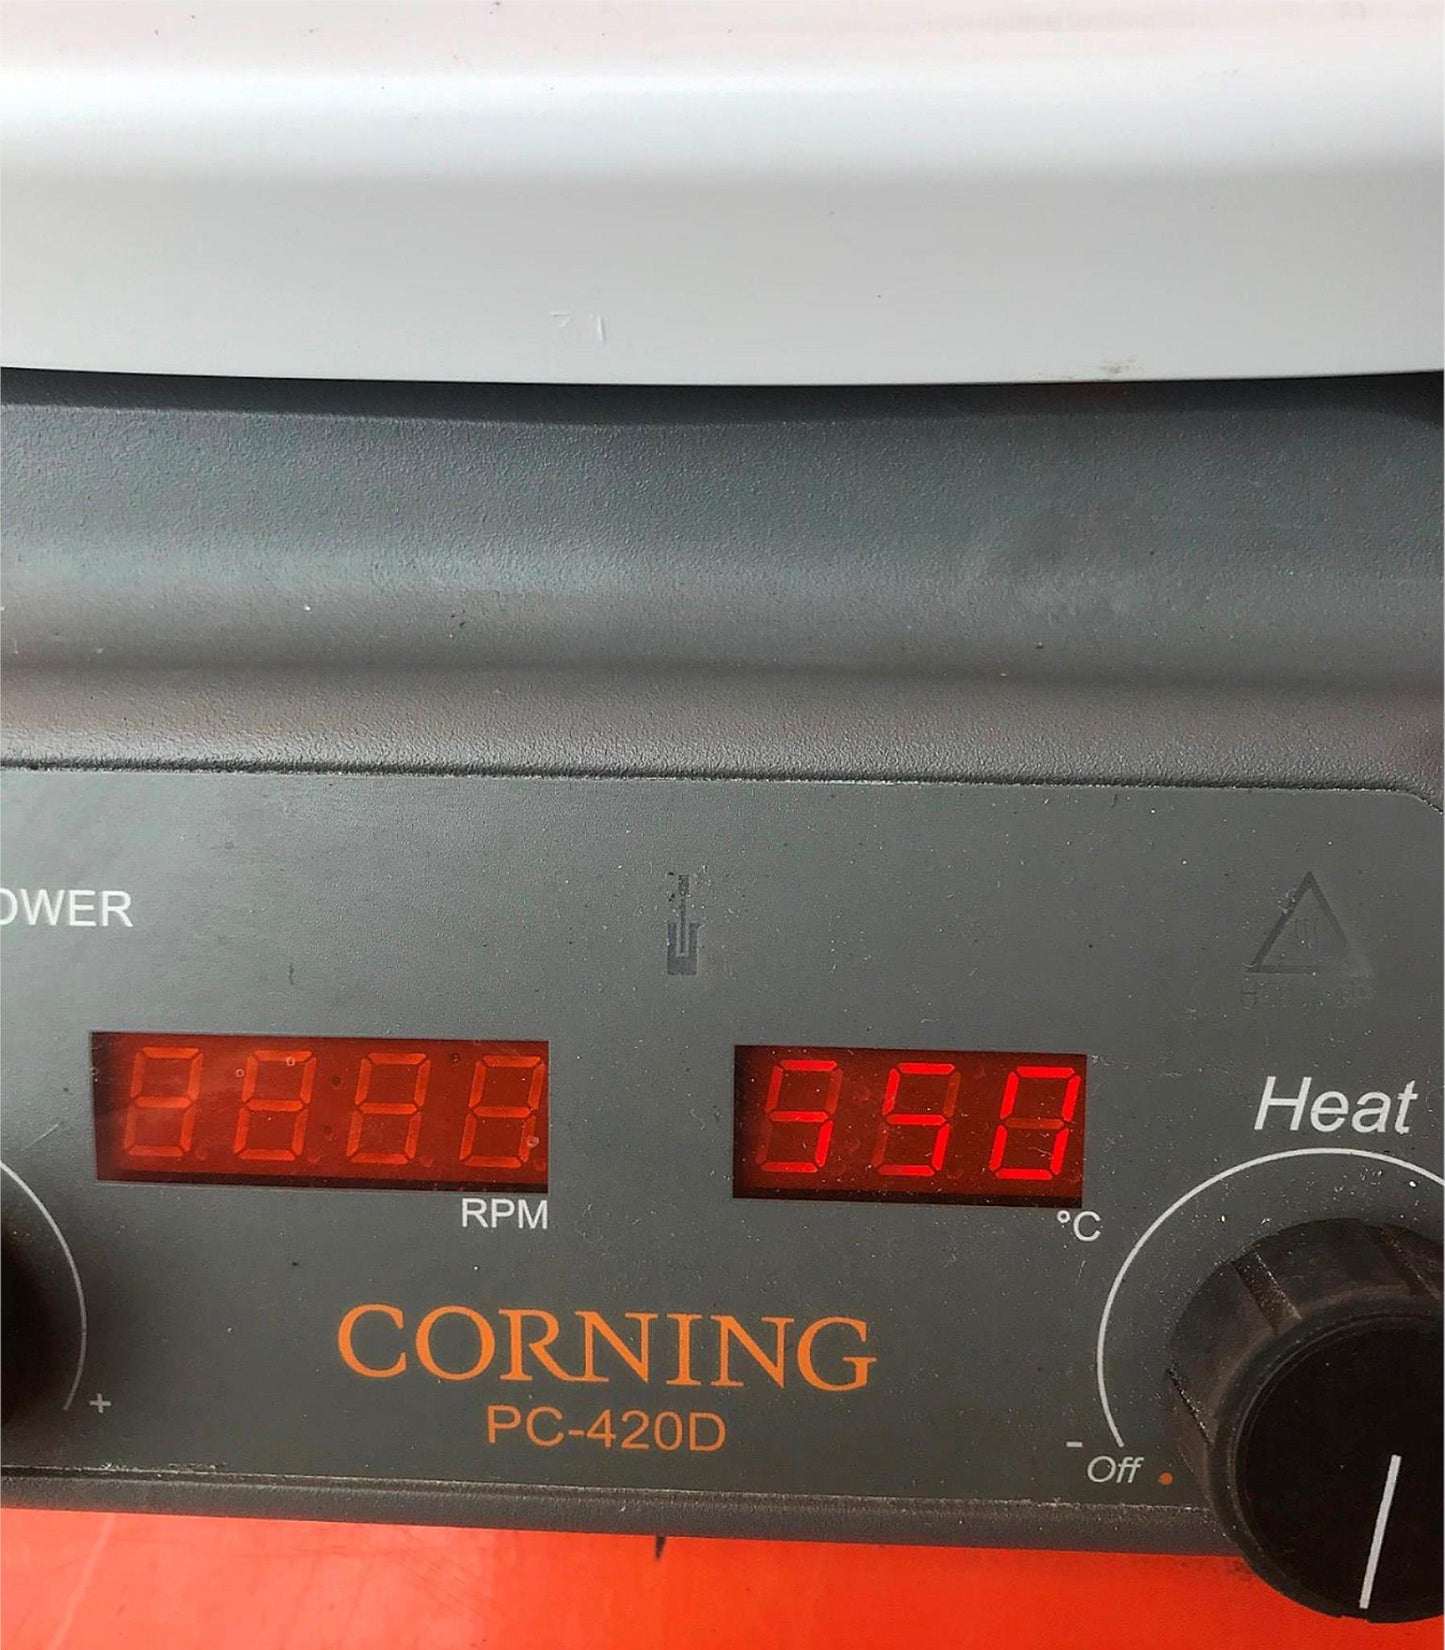 OWER
550
Heat
RPM
°C
CORNING
PC-420D
+
-
Off